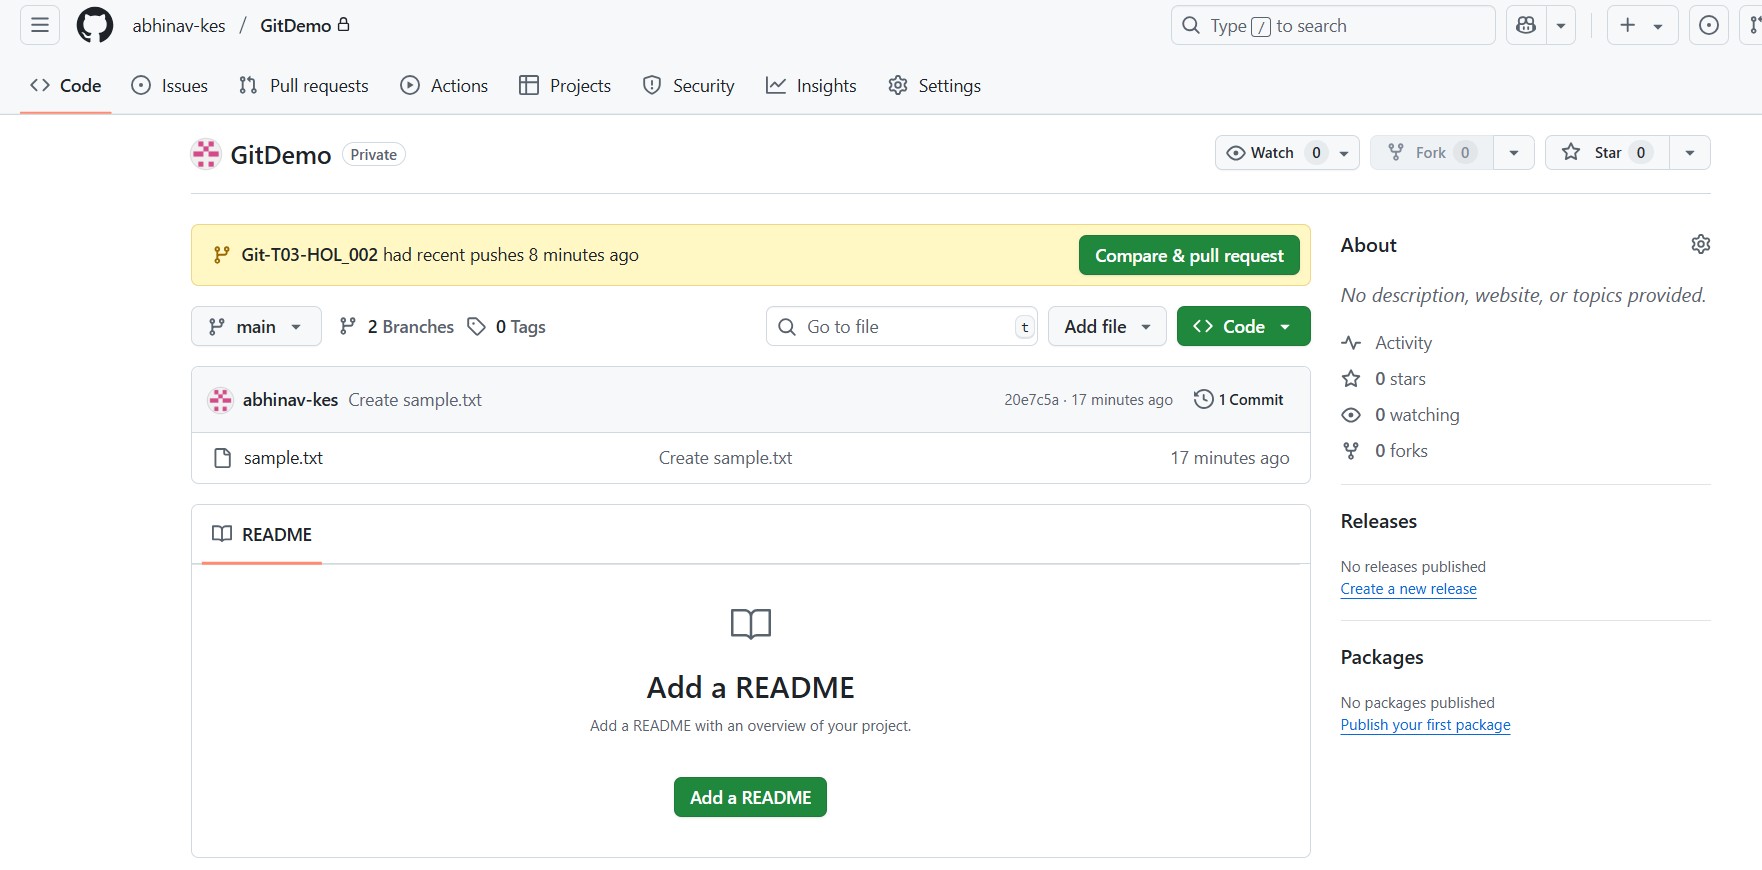 abhinav-kes / GitDemo
Type / to search
Code Issues Pull requests Actions Projects Security Insights Settings
GitDemo Private
Watch 0 Fork 0 Star 0
Git-T03-HOL_002 had recent pushes 8 minutes ago
Compare & pull request
main 2 Branches 0 Tags
Go to file t Add file Code
abhinav-kes Create sample.txt 20e7c5a · 17 minutes ago 1 Commit
sample.txt Create sample.txt 17 minutes ago
README
Add a README
Add a README with an overview of your project.
Add a README
About
No description, website, or topics provided.
Activity
0 stars
0 watching
0 forks
Releases
No releases published
Create a new release
Packages
No packages published
Publish your first package